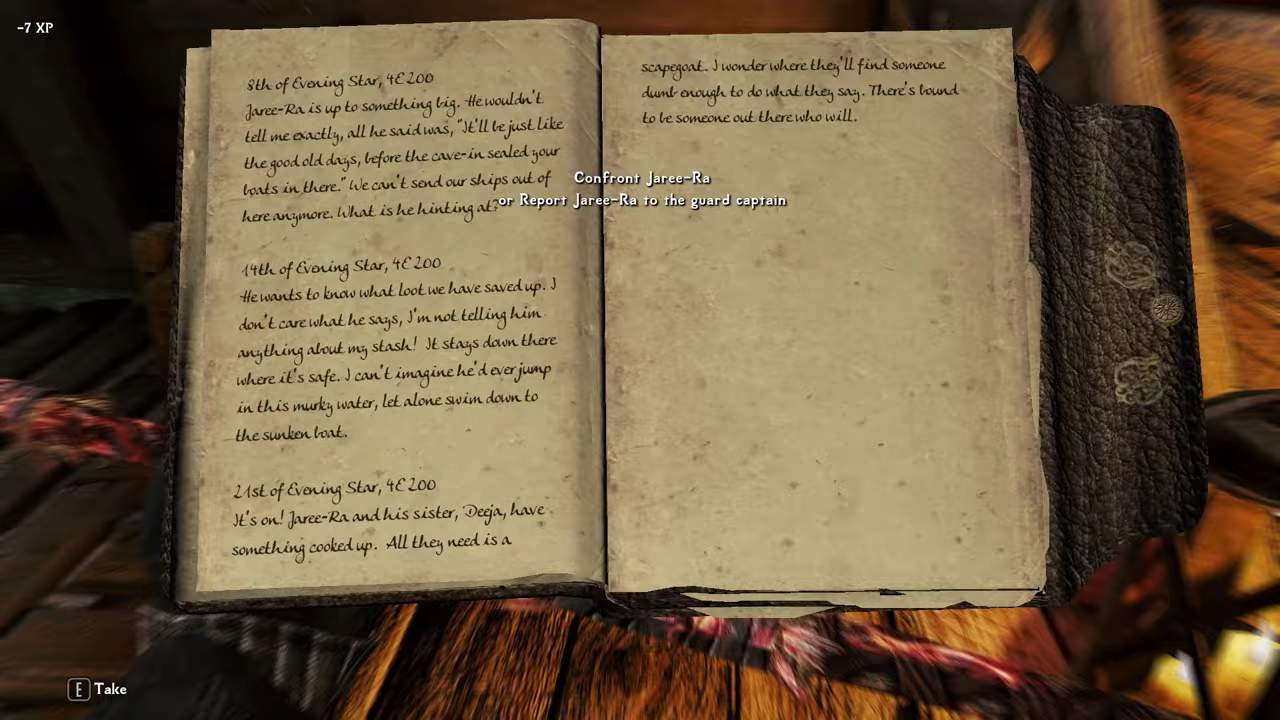 -7 XP
8th of Evening Star, 4E200
Jaree-Ra is up to something big. He wouldn't
tell me exactly, all he said was, "It'll be just like
the good old days, before the cave-in sealed your
boats in there." We can't send our ships out of
here anymore. What is he hinting at?
14th of Evening Star, 4E200
He wants to know what loot we have saved up. I
don't care what he says, I'm not telling him
anything about my stash! It stays down there
where it's safe. I can't imagine he'd ever jump
in this murky water, let alone swim down to
the sunken boat.
21st of Evening Star, 4E200
It's on! Jaree-Ra and his sister, Deeja, have
something cooked up. All they need is a
scapegoat. I wonder where they'll find someone
dumb enough to do what they say. There's bound
to be someone out there who will.
Confront Jaree-Ra
or Report Jaree-Ra to the guard captain
E Take